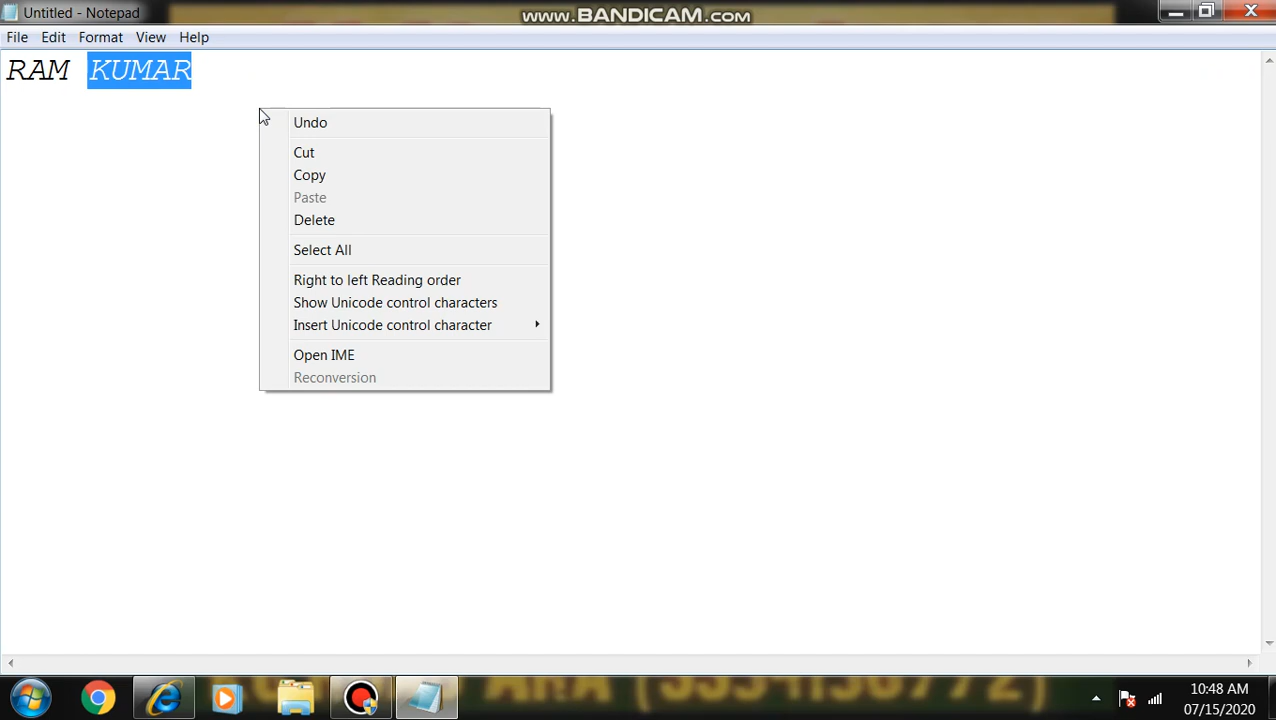 Untitled - Notepad
www.BANDICAM.com
File Edit Format View Help
RAM KUMAR
Undo
Cut
Copy
Paste
Delete
Select All
Right to left Reading order
Show Unicode control characters
Insert Unicode control character
Open IME
Reconversion
10:48 AM
07/15/2020